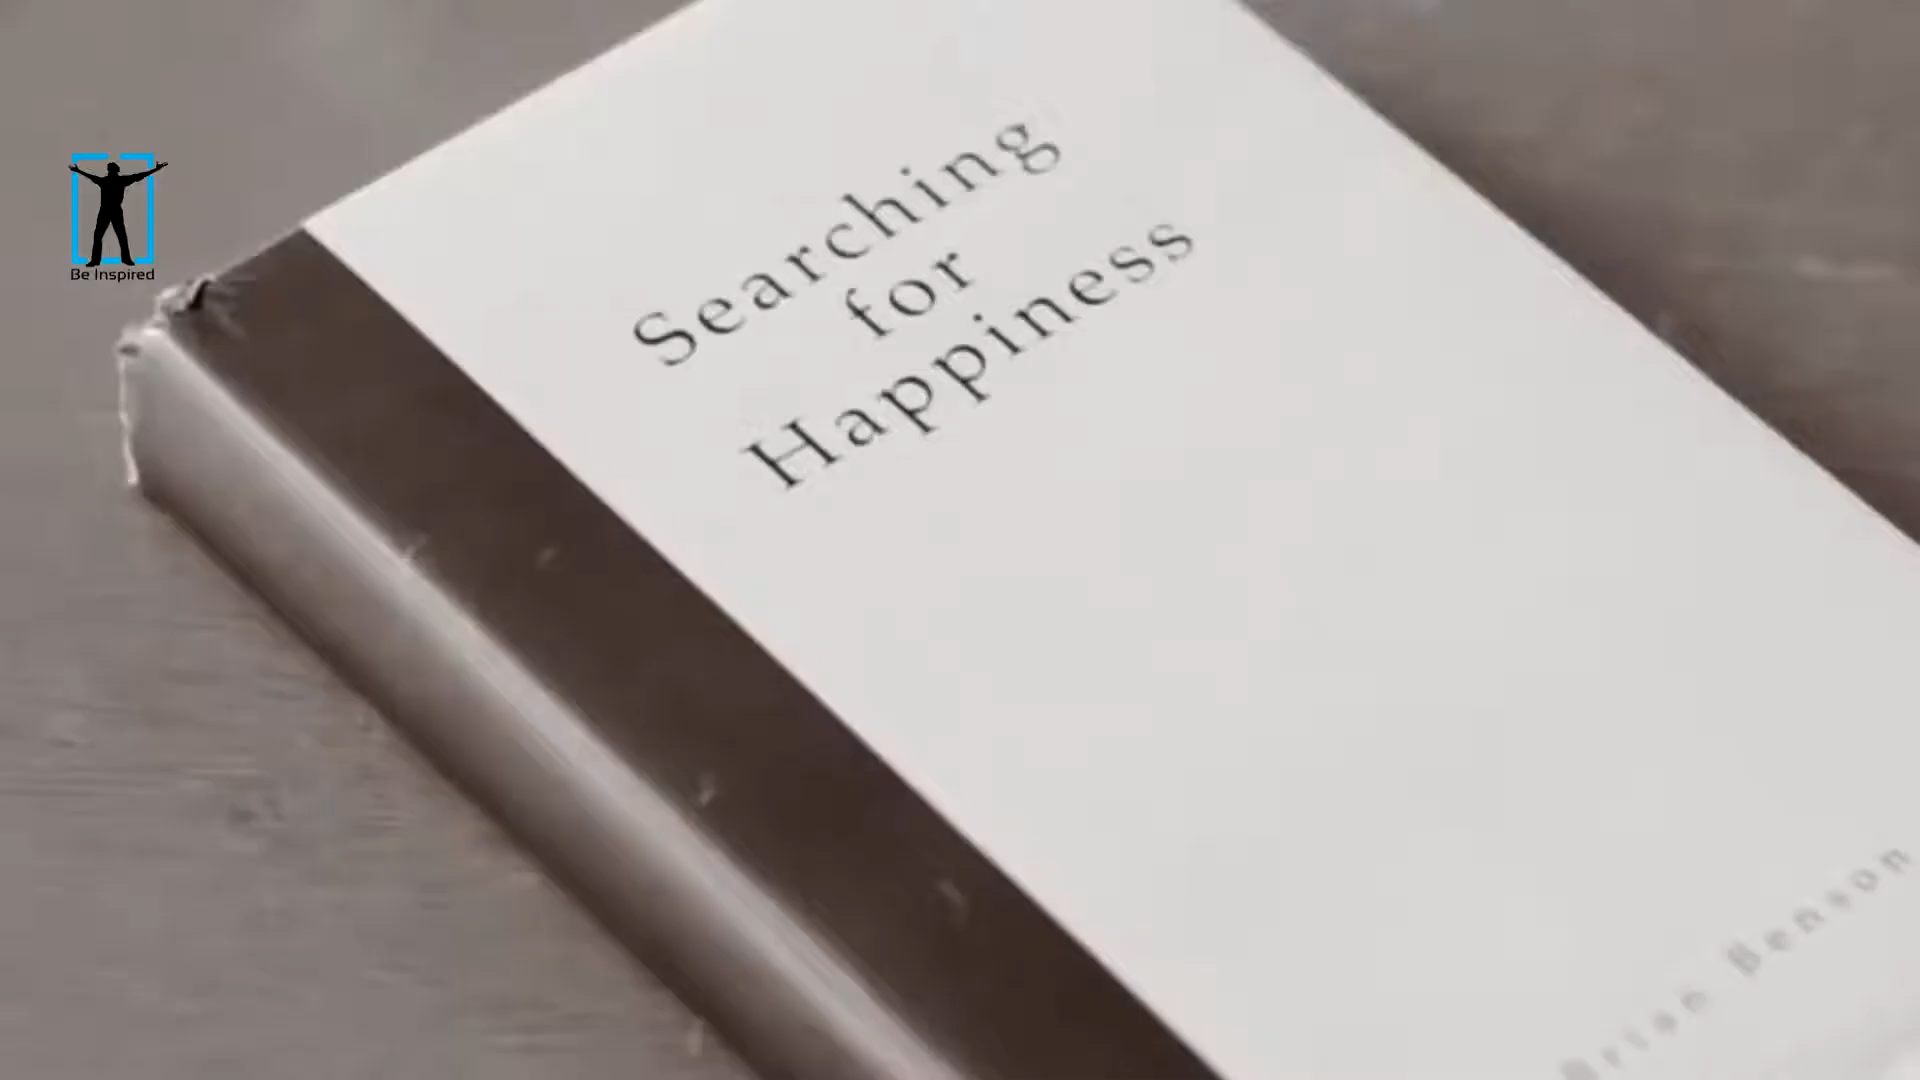 Be Inspired
Searching
for
Happiness
Brian Benson